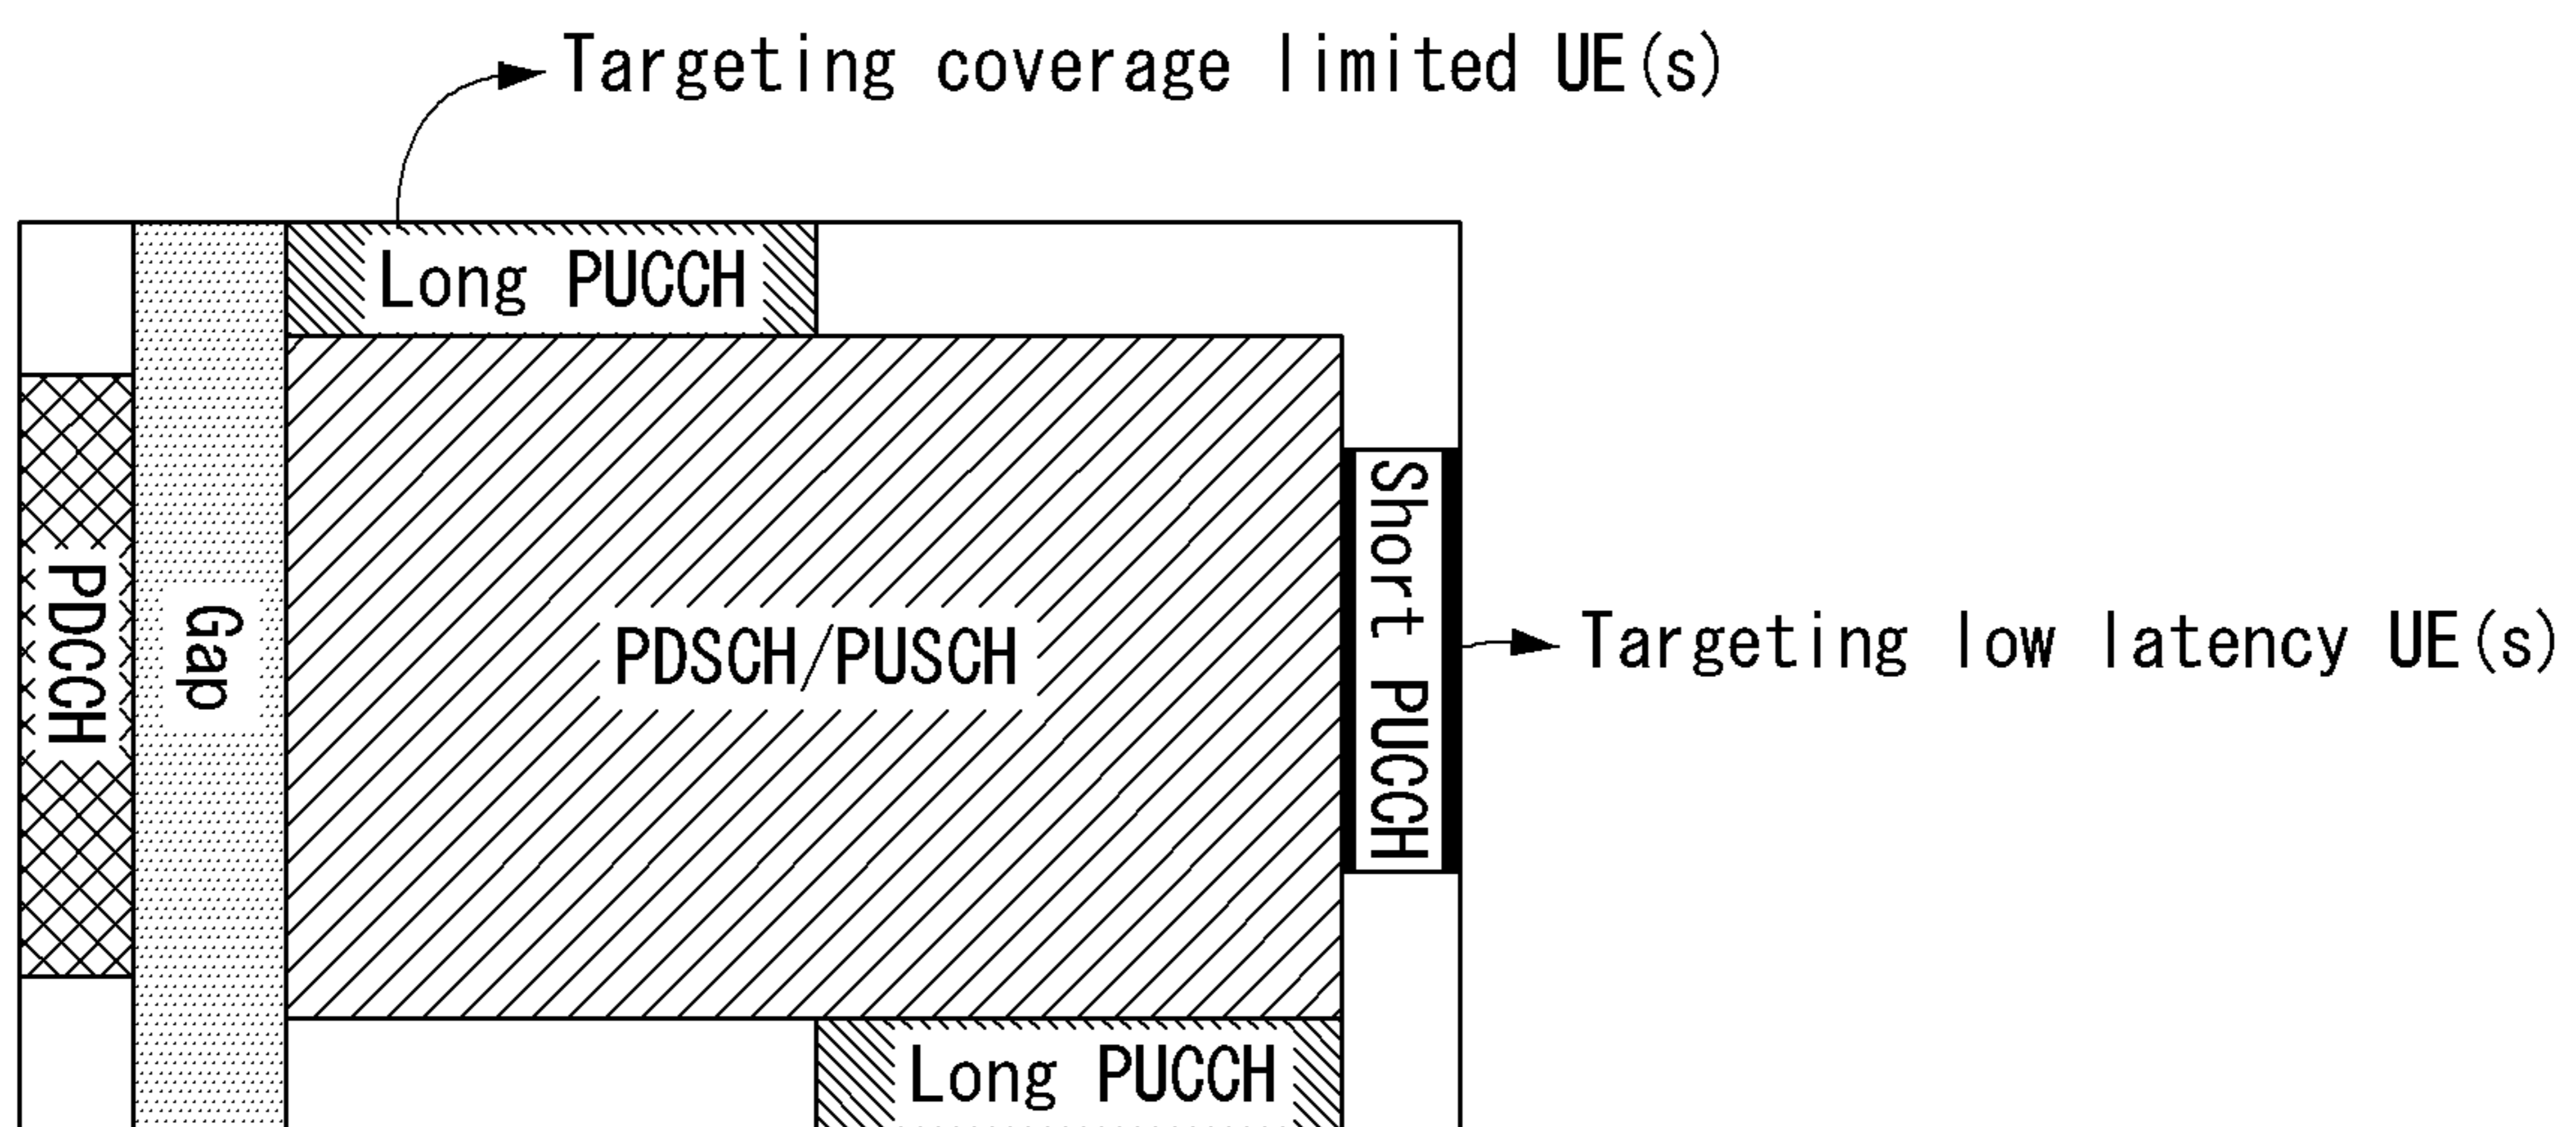 Targeting coverage limited UE(s)
Long PUCCH
PDCCH
Gap
PDSCH/PUSCH
Short PUCCH
Targeting low latency UE(s)
Long PUCCH